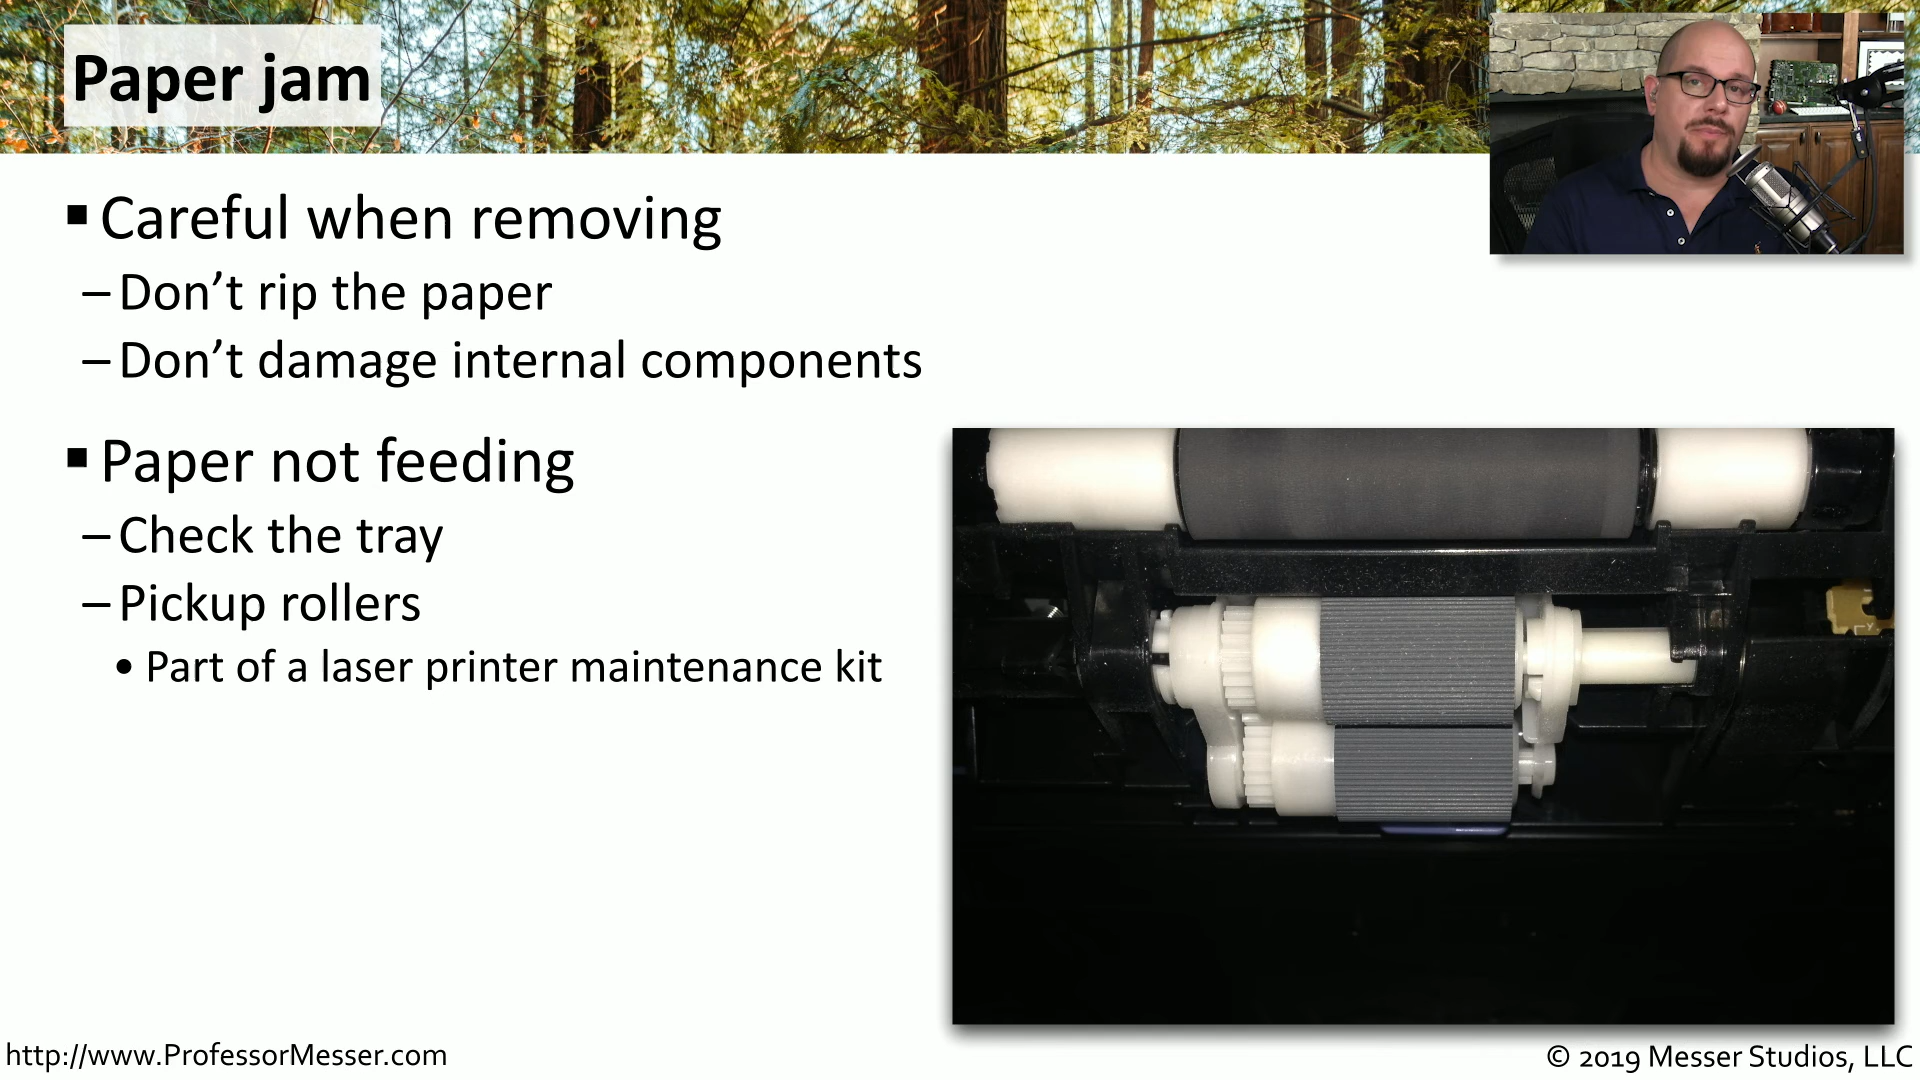 Paper jam
▪ Careful when removing
– Don’t rip the paper
– Don’t damage internal components
▪ Paper not feeding
– Check the tray
– Pickup rollers
• Part of a laser printer maintenance kit
http://www.ProfessorMesser.com
© 2019 Messer Studios, LLC